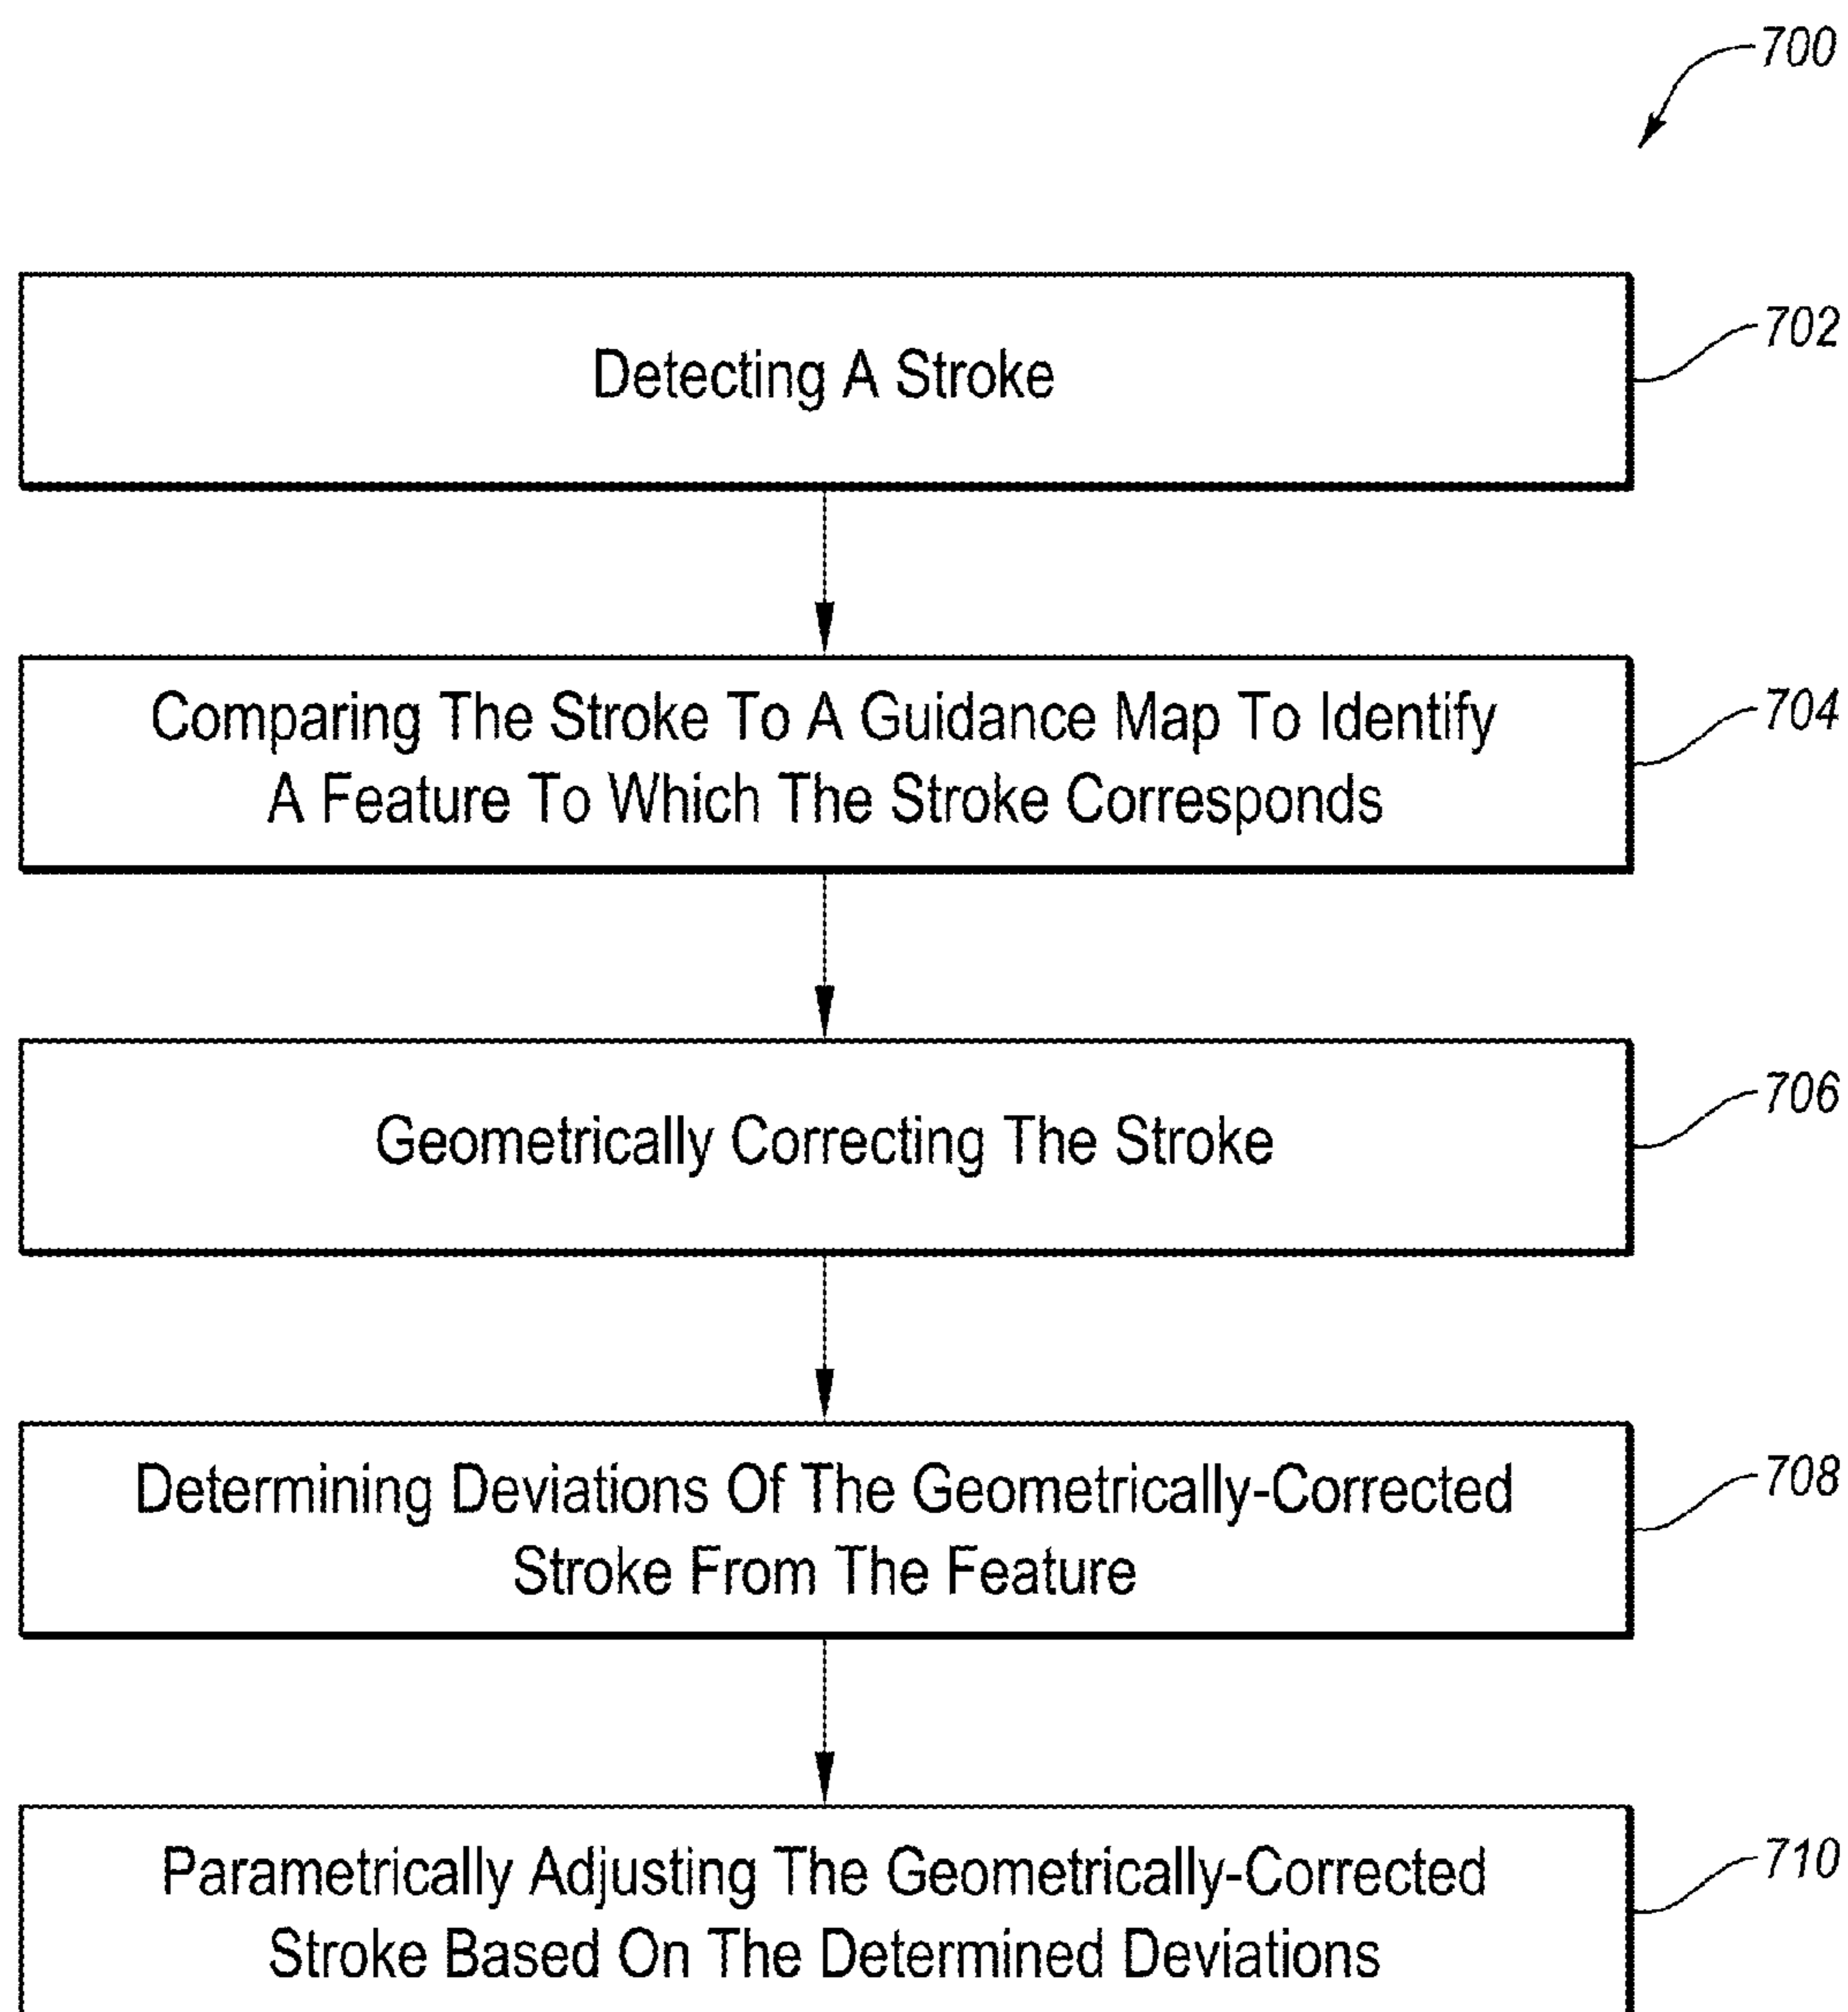 700
Detecting A Stroke
702
Comparing The Stroke To A Guidance Map To Identify
A Feature To Which The Stroke Corresponds
704
Geometrically Correcting The Stroke
706
Determining Deviations Of The Geometrically-Corrected
Stroke From The Feature
708
Parametrically Adjusting The Geometrically-Corrected
Stroke Based On The Determined Deviations
710